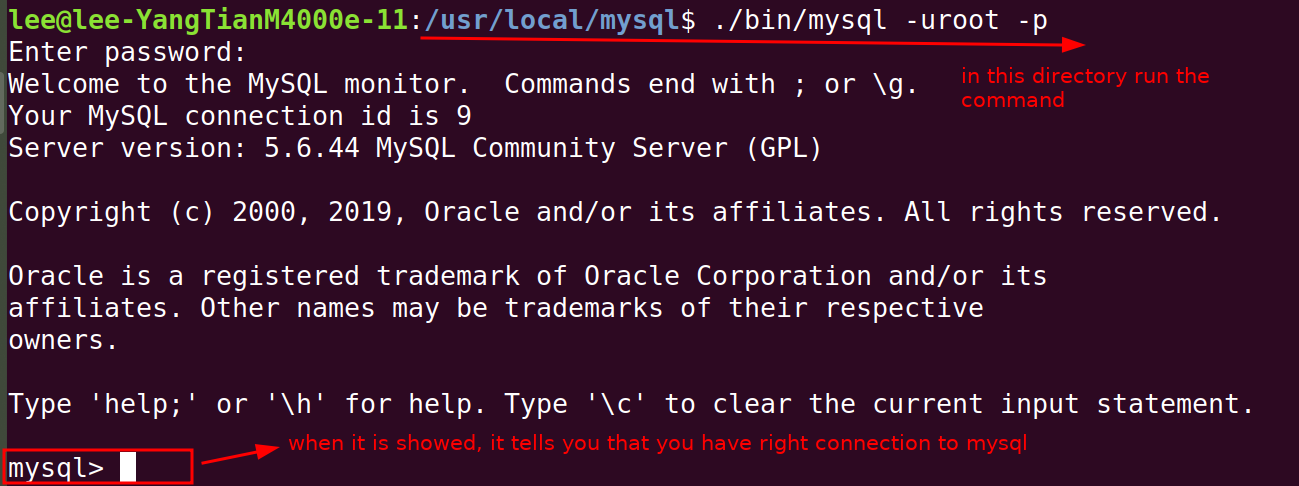 lee@lee-YangTianM4000e-11:/usr/local/mysql$ ./bin/mysql -uroot -p
Enter password:
in this directory run the
command
Welcome to the MySQL monitor.  Commands end with ; or \g.
Your MySQL connection id is 9
Server version: 5.6.44 MySQL Community Server (GPL)
Copyright (c) 2000, 2019, Oracle and/or its affiliates. All rights reserved.
Oracle is a registered trademark of Oracle Corporation and/or its
affiliates. Other names may be trademarks of their respective
owners.
Type 'help;' or '\h' for help. Type '\c' to clear the current input statement.
when it is showed, it tells you that you have right connection to mysql
mysql>